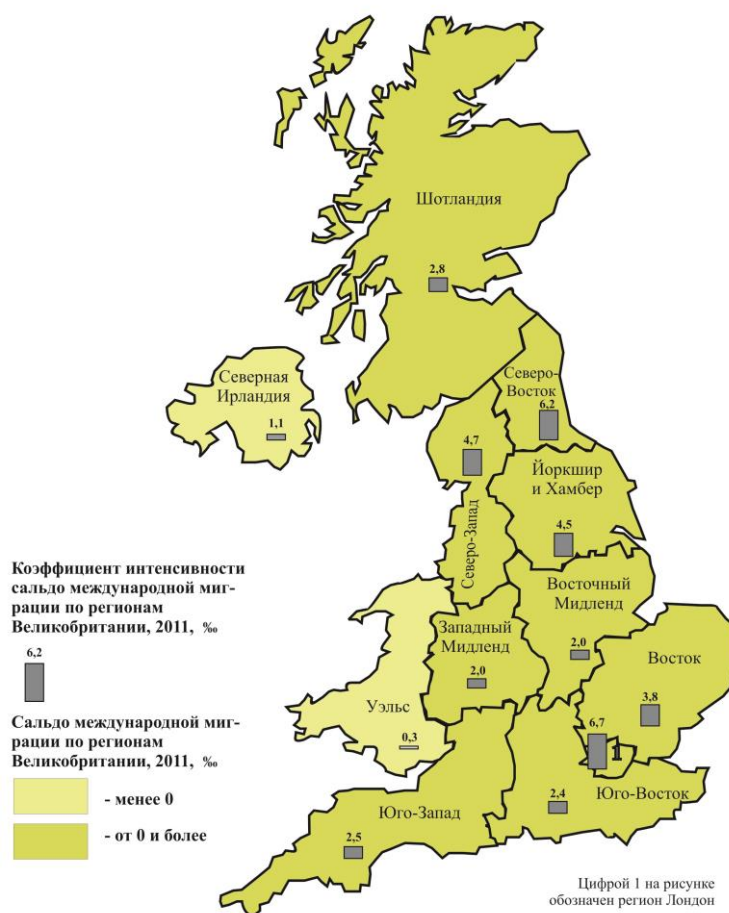 Шотландия
2,8
Северная
Ирландия
1,1
Северо-
Восток
6,2
4,7
Северо-Запад
Йоркшир
и Хамбер
4,5
Восточный
Мидленд
2,0
Западный
Мидленд
2,0
Восток
3,8
Уэльс
0,3
6,7
1
Юго-Восток
2,4
Юго-Запад
2,5
Коэффициент интенсивности
сальдо международной миг-
рации по регионам
Великобритании, 2011, ‰
6,2
Сальдо международной миг-
рации по регионам
Великобритании, 2011, ‰
- менее 0
- от 0 и более
Цифрой 1 на рисунке
обозначен регион Лондон